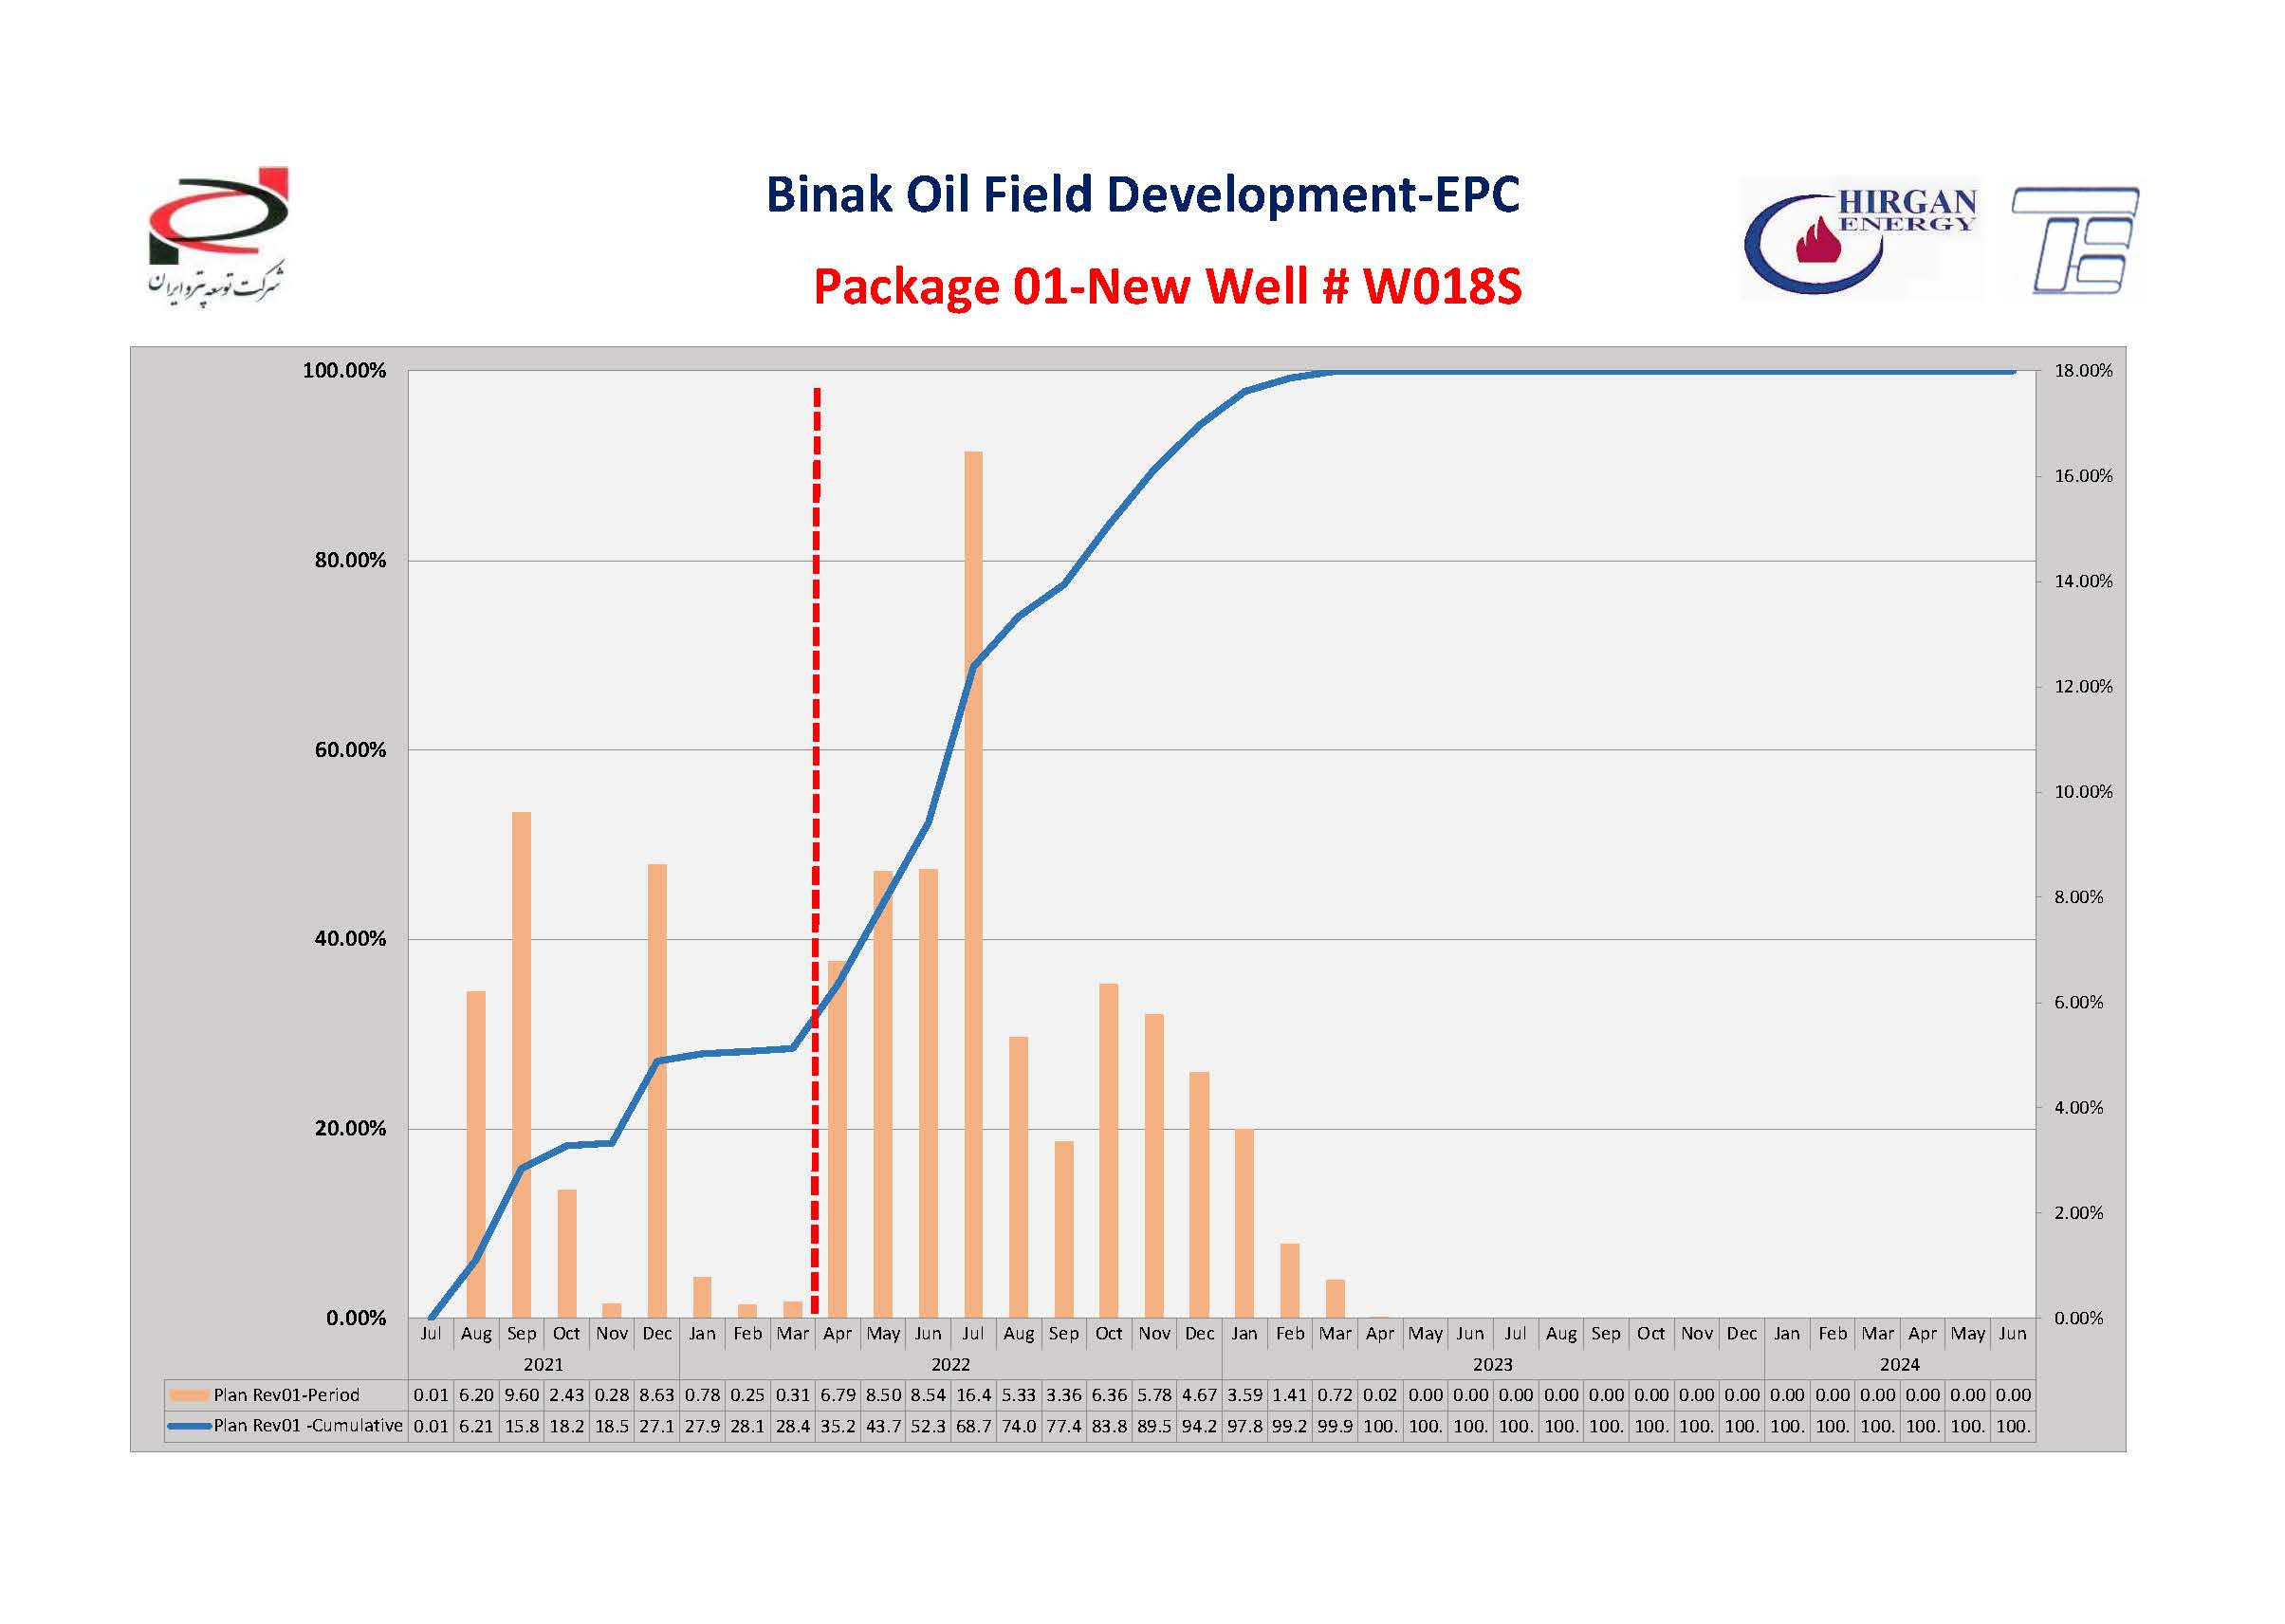 Binak Oil Field Development-EPC
Package 01-New Well # W018S
شرکت توسعه پترو ایران
HIRGAN
ENERGY
100.00%
80.00%
60.00%
40.00%
20.00%
0.00%
18.00%
16.00%
14.00%
12.00%
10.00%
8.00%
6.00%
4.00%
2.00%
0.00%
Jul Aug Sep Oct Nov Dec Jan Feb Mar Apr May Jun Jul Aug Sep Oct Nov Dec Jan Feb Mar Apr May Jun Jul Aug Sep Oct Nov Dec Jan Feb Mar Apr May Jun
2021 2022 2023 2024
Plan Rev01-Period 0.01 6.20 9.60 2.43 0.28 8.63 0.78 0.25 0.31 6.79 8.50 8.54 16.4 5.33 3.36 6.36 5.78 4.67 3.59 1.41 0.72 0.02 0.00 0.00 0.00 0.00 0.00 0.00 0.00 0.00 0.00 0.00 0.00 0.00 0.00 0.00
Plan Rev01 -Cumulative 0.01 6.21 15.8 18.2 18.5 27.1 27.9 28.1 28.4 35.2 43.7 52.3 68.7 74.0 77.4 83.8 89.5 94.2 97.8 99.2 99.9 100. 100. 100. 100. 100. 100. 100. 100. 100. 100. 100. 100. 100. 100. 100.